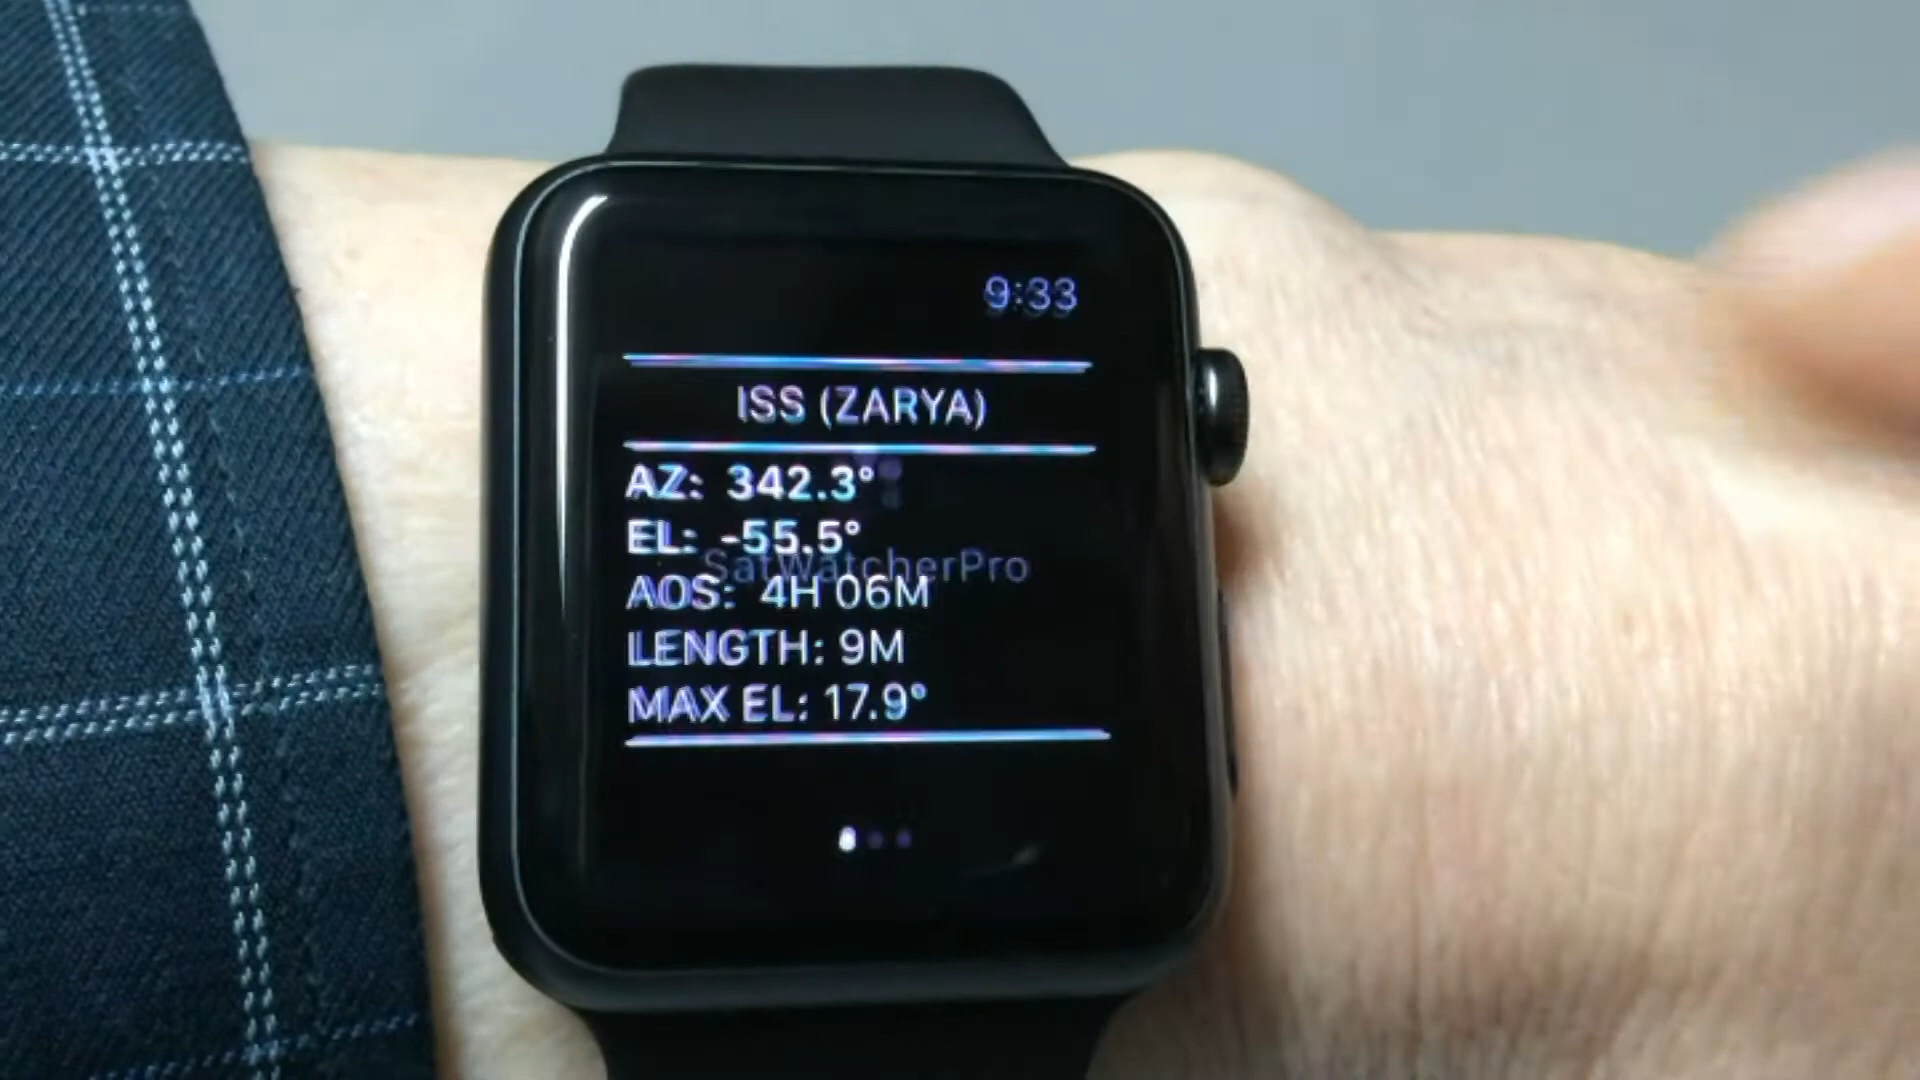 9:33
ISS (ZARYA)
AZ: 342.3°
EL: -55.5°
SatWatcherPro
AOS: 4H 06M
LENGTH: 9M
MAX EL: 17.9°